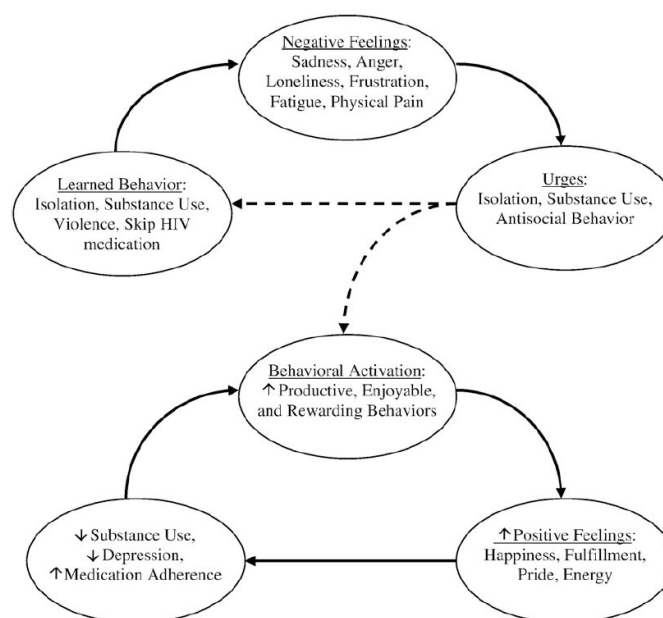 Negative Feelings:
Sadness, Anger,
Loneliness, Frustration,
Fatigue, Physical Pain
Learned Behavior:
Isolation, Substance Use,
Violence, Skip HIV
medication
Urges:
Isolation, Substance Use,
Antisocial Behavior
Behavioral Activation:
↑ Productive, Enjoyable,
and Rewarding Behaviors
↓ Substance Use,
↓ Depression,
↑ Medication Adherence
↑ Positive Feelings:
Happiness, Fulfillment,
Pride, Energy